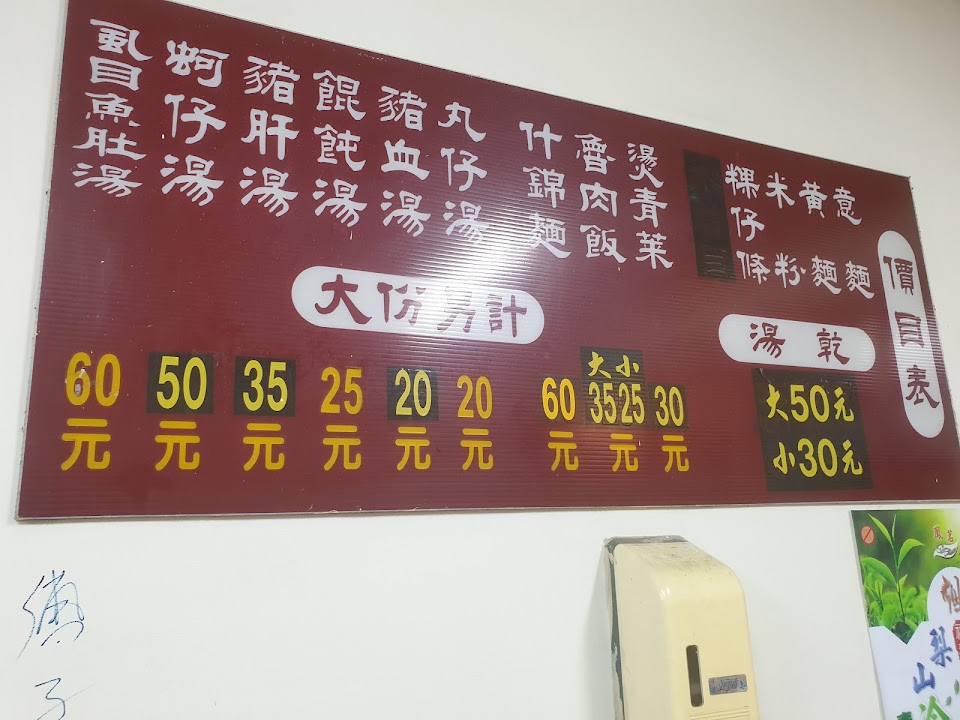 價目表
意麵
黃麵
米粉
粿仔條
湯乾
大50元
小30元
燙青菜
30元
魯肉飯
大小
35 25
元
什錦麵
60元
丸仔湯
20元
豬血湯
20元
餛飩湯
25元
豬肝湯
35元
蚵仔湯
50元
虱目魚肚湯
60元
大份另計
梨山